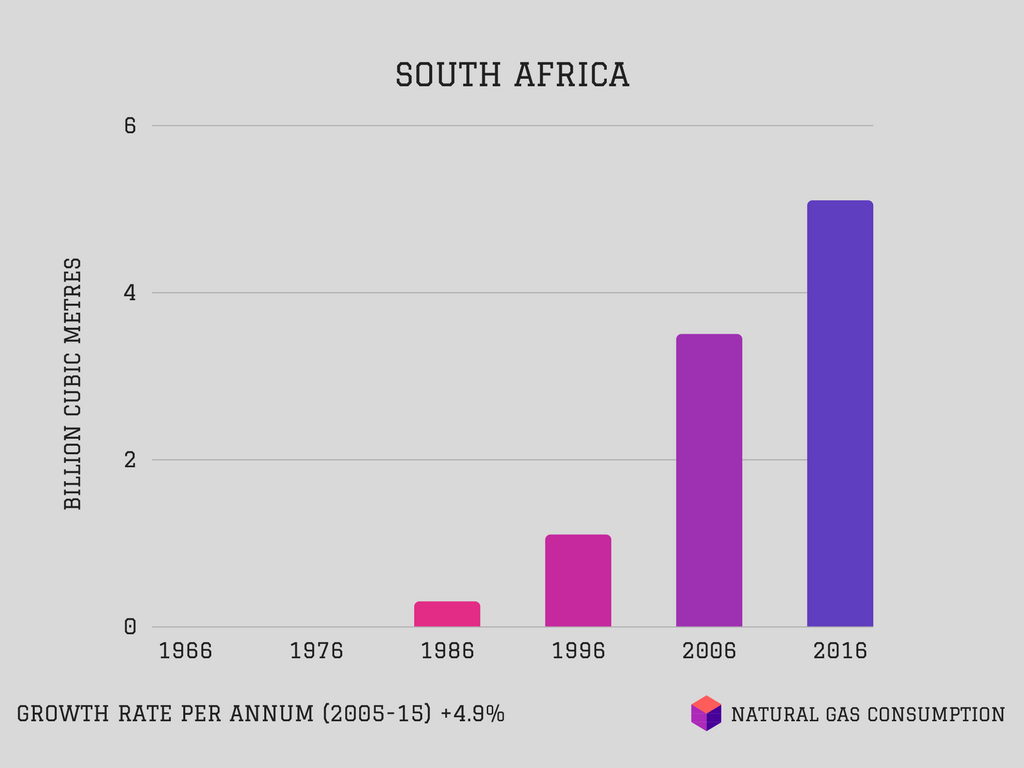 SOUTH AFRICA
6
4
2
0
BILLION CUBIC METRES
1966 1976 1986 1996 2006 2016
GROWTH RATE PER ANNUM (2005-15) +4.9%
NATURAL GAS CONSUMPTION